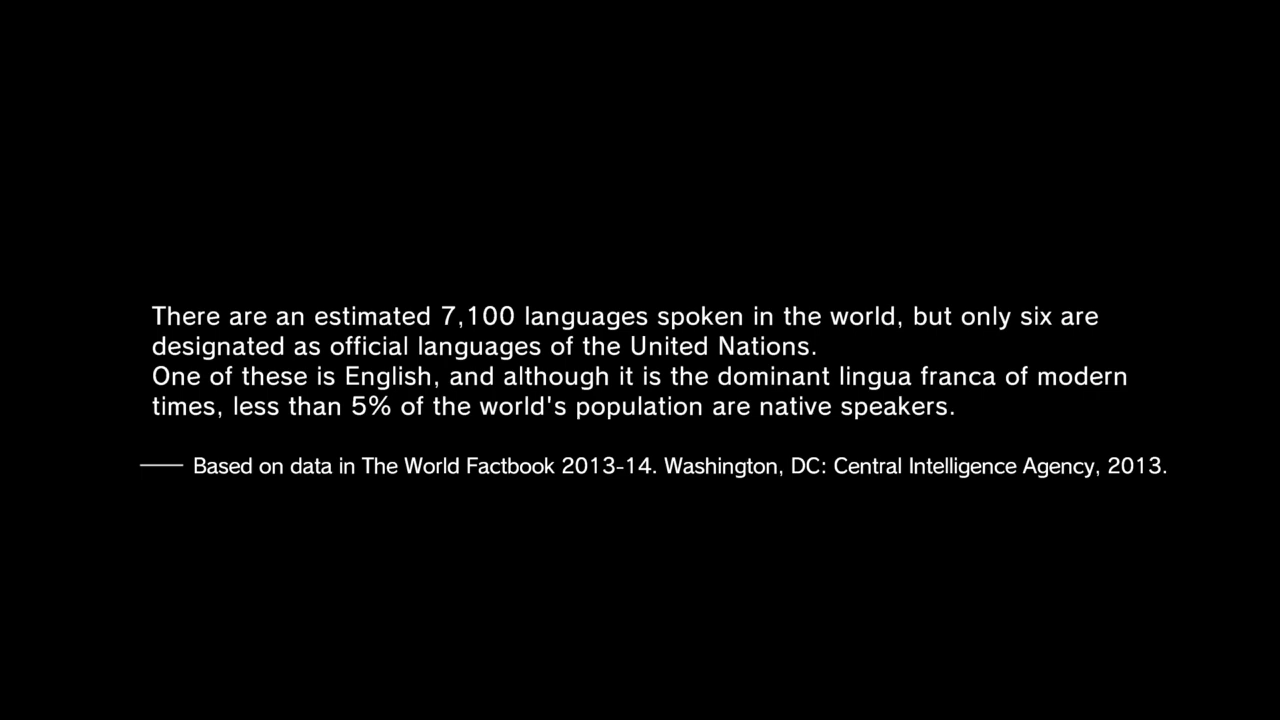 There are an estimated 7,100 languages spoken in the world, but only six are
designated as official languages of the United Nations.
One of these is English, and although it is the dominant lingua franca of modern
times, less than 5% of the world's population are native speakers.
—— Based on data in The World Factbook 2013-14. Washington, DC: Central Intelligence Agency, 2013.